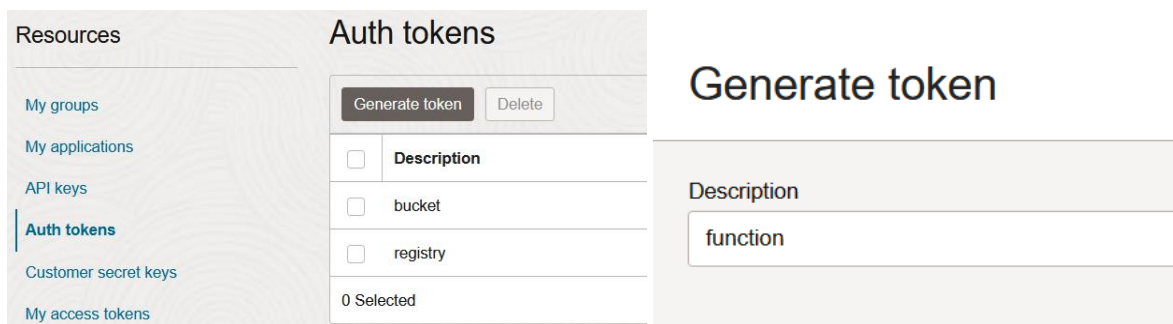 Resources
My groups
My applications
API keys
Auth tokens
Customer secret keys
My access tokens
Auth tokens
Generate token
Delete
Description
bucket
registry
0 Selected
Generate token
Description
function